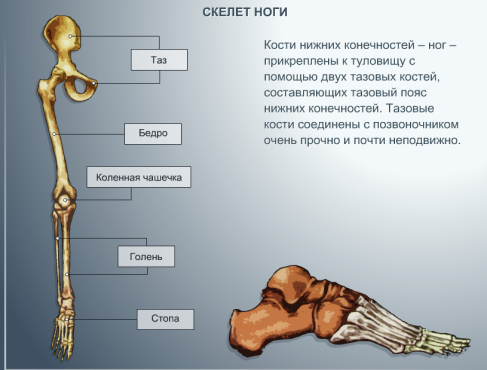 СКЕЛЕТ НОГИ
Таз
Бедро
Коленная чашечка
Голень
Стопа
Кости нижних конечностей – ног –
прикреплены к туловищу с
помощью двух тазовых костей,
составляющих тазовый пояс
нижних конечностей. Тазовые
кости соединены с позвоночником
очень прочно и почти неподвижно.